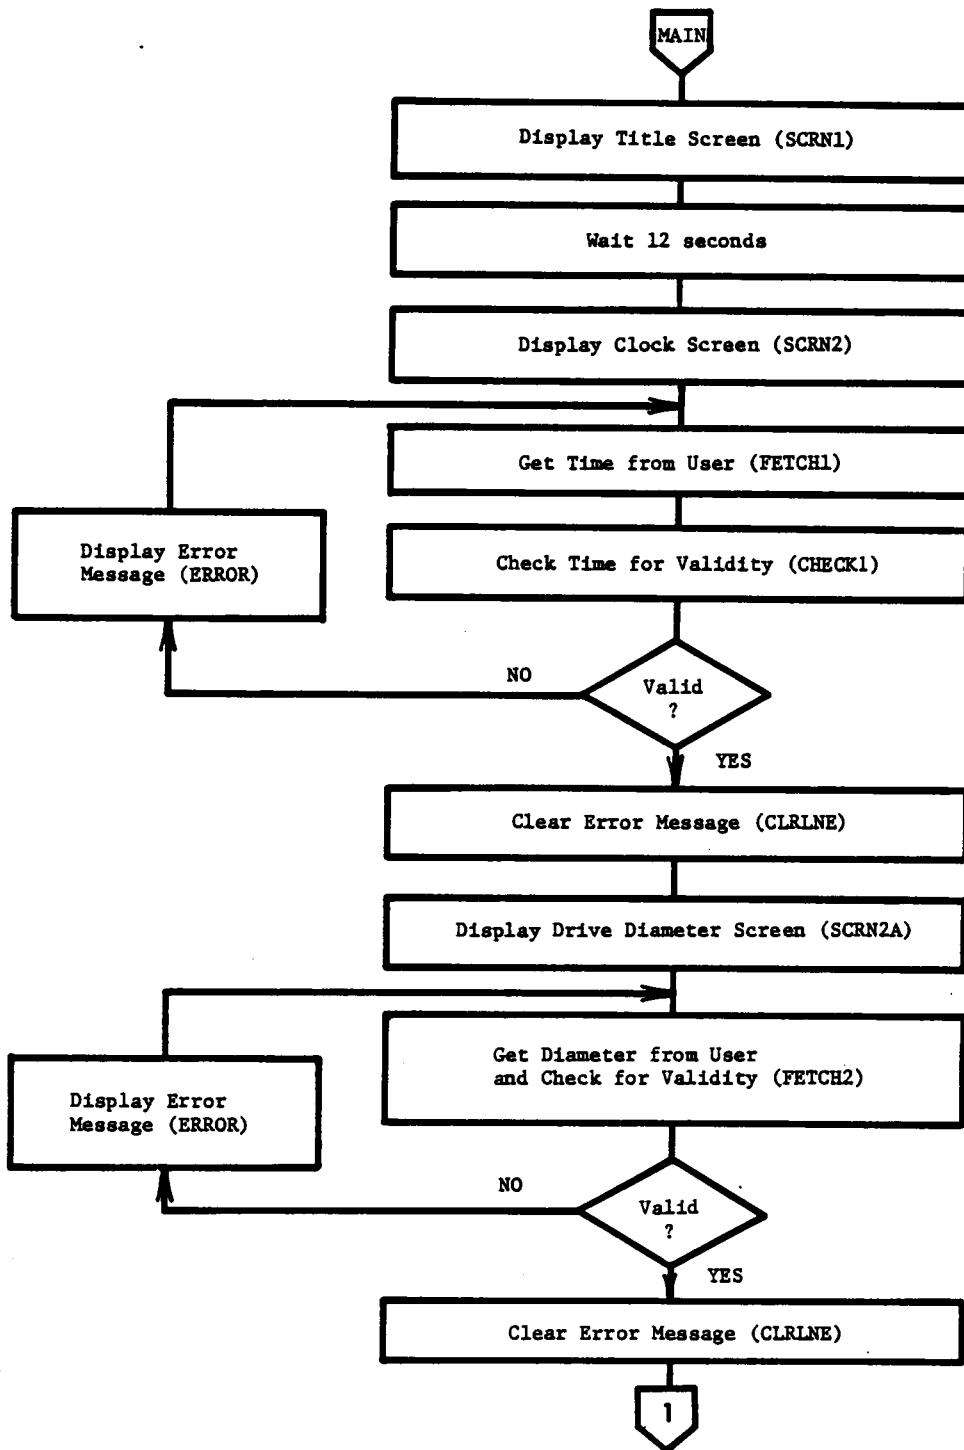 MAIN
Display Title Screen (SCRN1)
Wait 12 seconds
Display Clock Screen (SCRN2)
Get Time from User (FETCH1)
Display Error
Message (ERROR)
Check Time for Validity (CHECK1)
NO
Valid
?
YES
Clear Error Message (CLRLNE)
Display Drive Diameter Screen (SCRN2A)
Get Diameter from User
and Check for Validity (FETCH2)
Display Error
Message (ERROR)
NO
Valid
?
YES
Clear Error Message (CLRLNE)
1